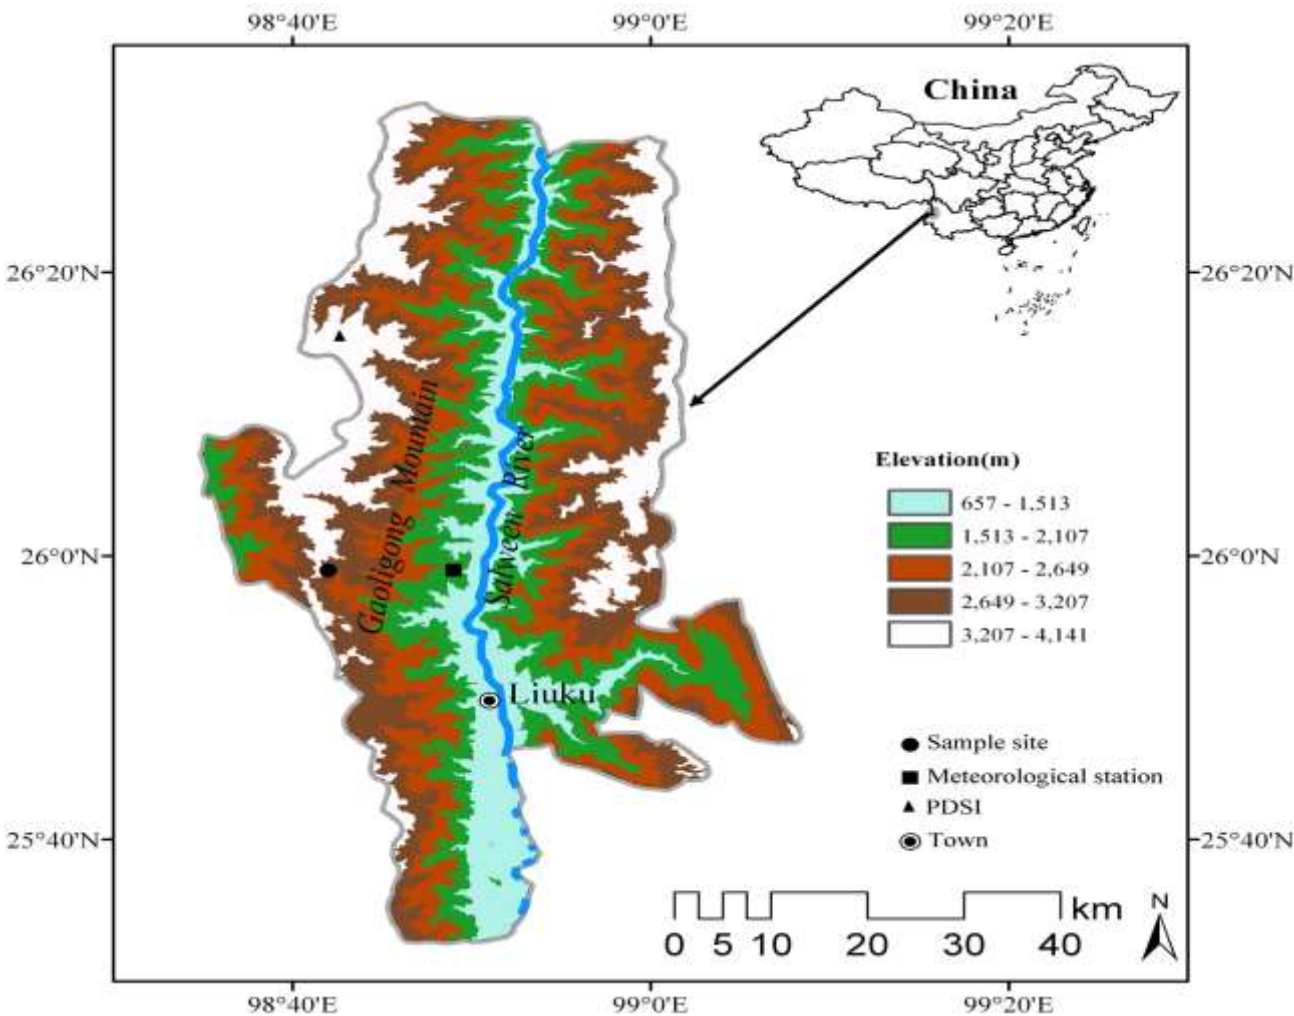 98°40'E 99°0'E 99°20'E
China
26°20'N 26°20'N
Gaoligong Mountain
Salween River
Elevation(m)
657 - 1,513
1,513 - 2,107
2,107 - 2,649
2,649 - 3,207
3,207 - 4,141
26°0'N 26°0'N
Liuku
Sample site
Meteorological station
PDSI
Town
25°40'N 25°40'N
N
km
0 5 10 20 30 40
98°40'E 99°0'E 99°20'E